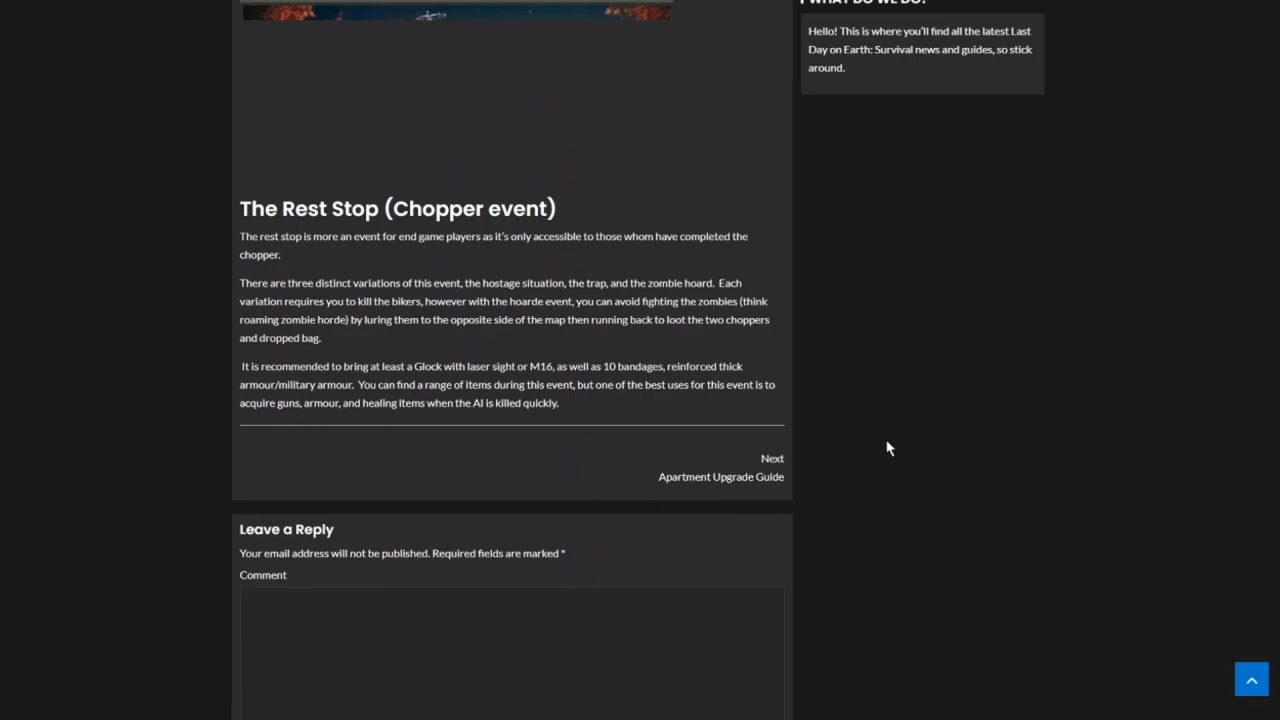 WHAT DO WE DO?
Hello! This is where you'll find all the latest Last
Day on Earth: Survival news and guides, so stick
around.
The Rest Stop (Chopper event)
The rest stop is more an event for end game players as it's only accessible to those whom have completed the
chopper.
There are three distinct variations of this event, the hostage situation, the trap, and the zombie hoard. Each
variation requires you to kill the bikers, however with the hoarde event, you can avoid fighting the zombies (think
roaming zombie horde) by luring them to the opposite side of the map then running back to loot the two choppers
and dropped bag.
It is recommended to bring at least a Glock with laser sight or M16, as well as 10 bandages, reinforced thick
armour/military armour. You can find a range of items during this event, but one of the best uses for this event is to
acquire guns, armour, and healing items when the AI is killed quickly.
Next
Apartment Upgrade Guide
Leave a Reply
Your email address will not be published. Required fields are marked *
Comment